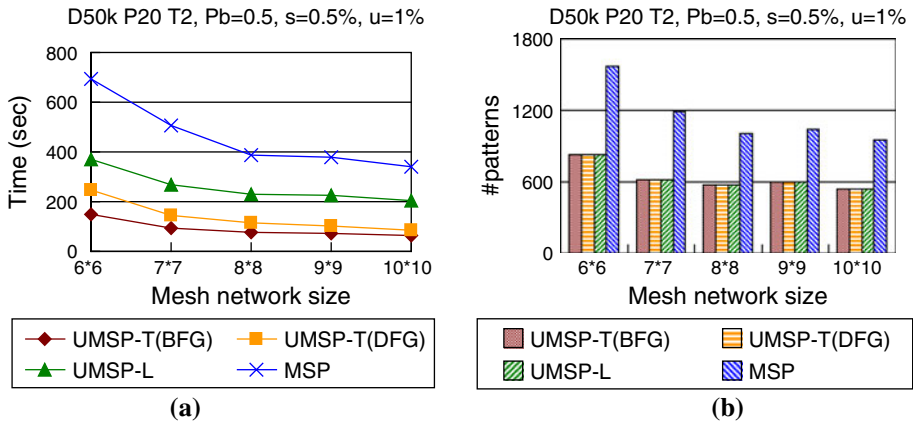 D50k P20 T2, Pb=0.5, s=0.5%, u=1%
Time (sec)
800
600
400
200
0
6*6 7*7 8*8 9*9 10*10
Mesh network size
UMSP-T(BFG) UMSP-T(DFG)
UMSP-L MSP
(a)
D50k P20 T2, Pb=0.5, s=0.5%, u=1%
#patterns
1800
1200
600
0
6*6 7*7 8*8 9*9 10*10
Mesh network size
UMSP-T(BFG) UMSP-T(DFG)
UMSP-L MSP
(b)